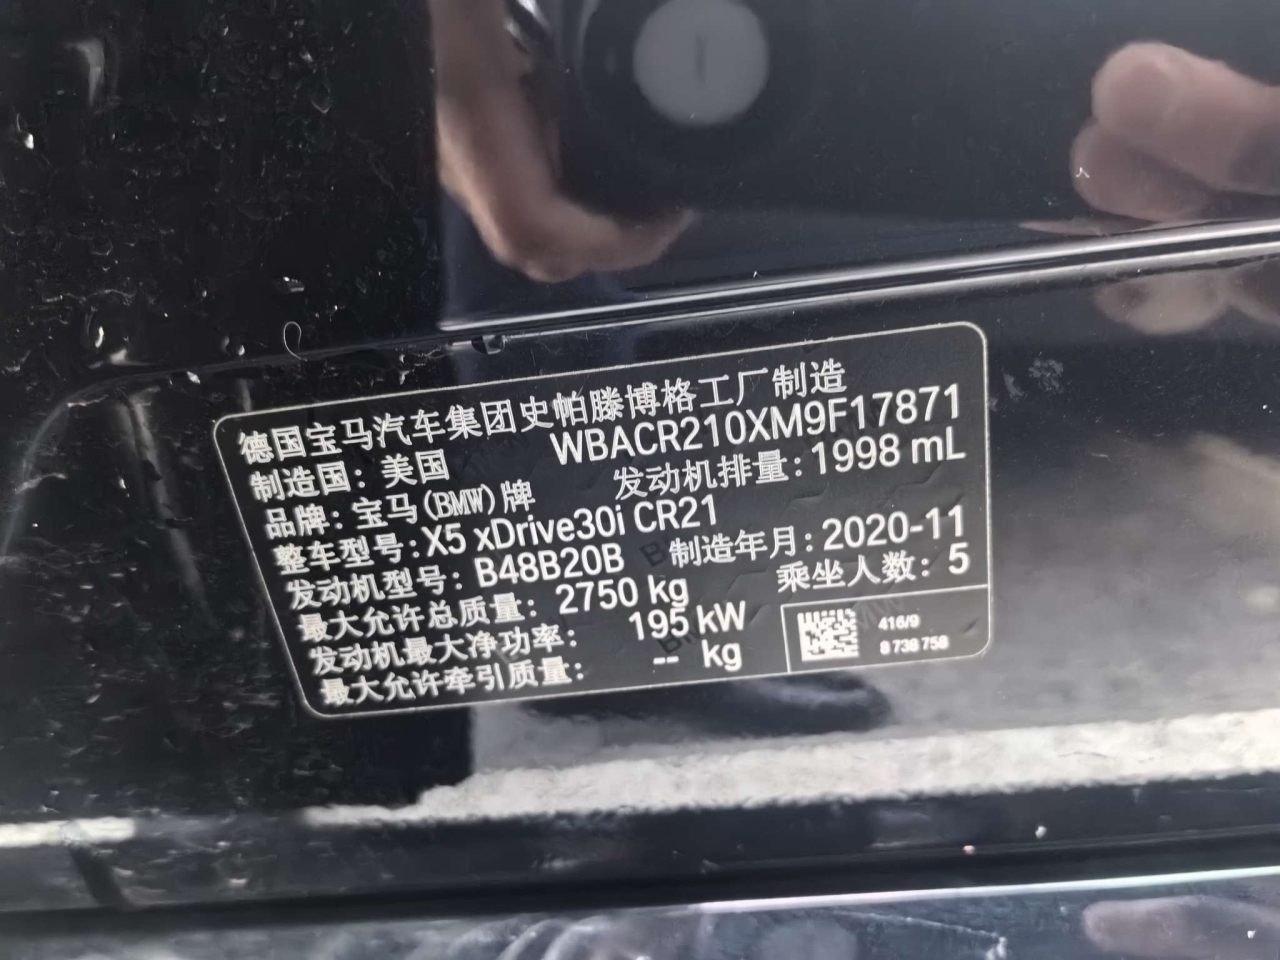 德国宝马汽车集团史帕滕博格工厂制造
制造国：美国 WBACR210XM9F17871
品牌：宝马(BMW)牌 发动机排量：1998 mL
整车型号：X5 xDrive30i CR21
发动机型号：B48B20B 制造年月：2020-11
最大允许总质量：2750 kg 乘坐人数：5
发动机最大净功率：195 kW
最大允许牵引质量：-- kg
416/9
8 738 758